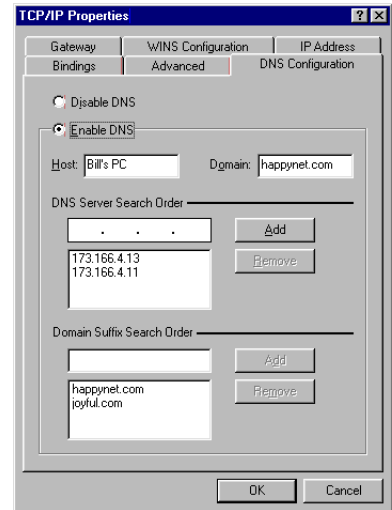 TCP/IP Properties
Gateway WINS Configuration IP Address
Bindings Advanced DNS Configuration
Disable DNS
Enable DNS
Host: Bill's PC Domain: happynet.com
DNS Server Search Order
. . . Add
173.166.4.13
173.166.4.11
Remove
Domain Suffix Search Order
Add
happynet.com
joyful.com
Remove
OK Cancel